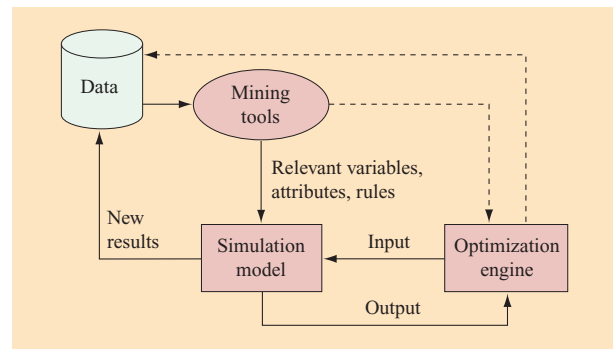 Data
Mining
tools
Relevant variables,
attributes, rules
New
results
Simulation
model
Input
Optimization
engine
Output